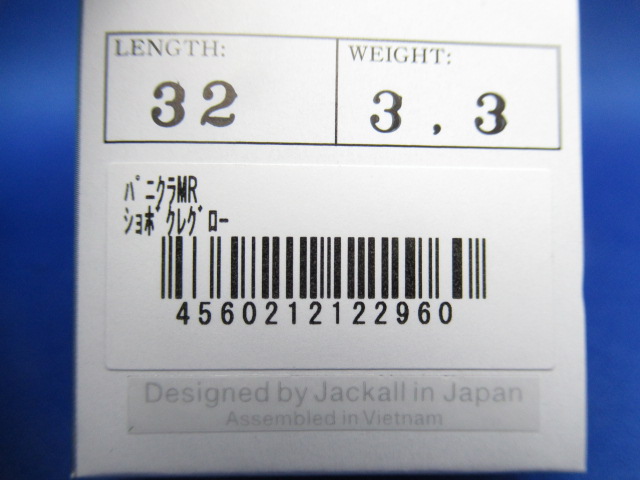 LENGTH:
WEIGHT:
32
3.3
ﾊﾟﾆｸﾗMR
ｼｮﾎﾞｸﾚｸﾞﾛｰ
4560212122960
Designed by Jackall in Japan
Assembled in Vietnam